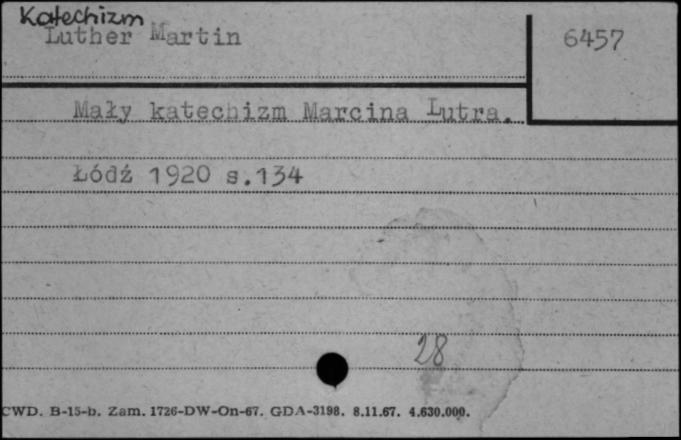 Katechizm
Luther Martin
6457
Mały katechizm Marcina Lutra.
Łódź 1920 s.134
28
CWD. B-15-b. Zam. 1726-DW-On-67. GDA-3198. 8.11.67. 4.630.000.